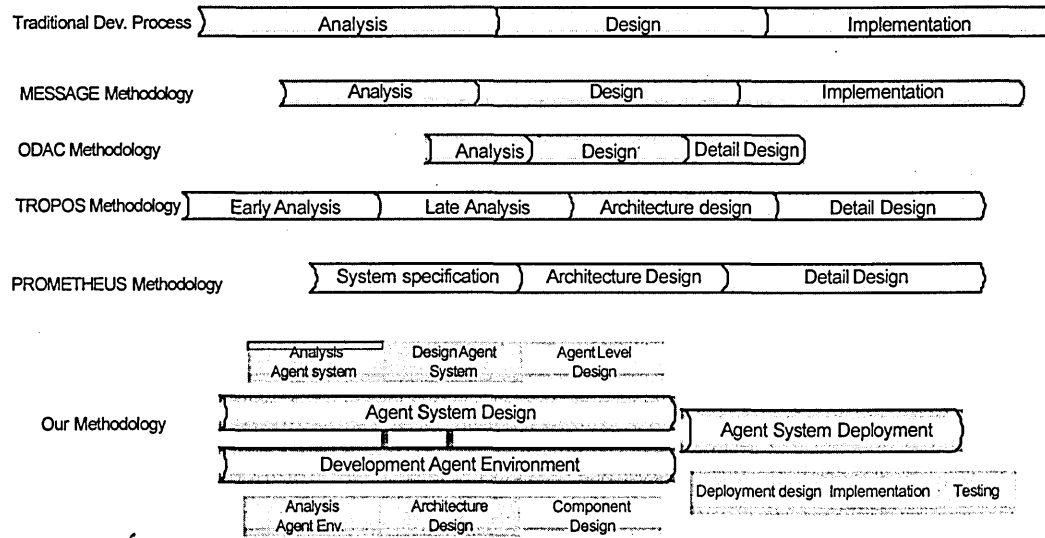 Traditional Dev. Process Analysis Design Implementation
MESSAGE Methodology Analysis Design Implementation
ODAC Methodology Analysis Design Detail Design
TROPOS Methodology Early Analysis Late Analysis Architecture design Detail Design
PROMETHEUS Methodology System specification Architecture Design Detail Design
Analysis Design Agent Agent Level
Agent system System Design
Agent System Design
Our Methodology Agent System Deployment
Development Agent Environment
Deployment design Implementation Testing
Analysis Architecture Component
Agent Env. Design Design